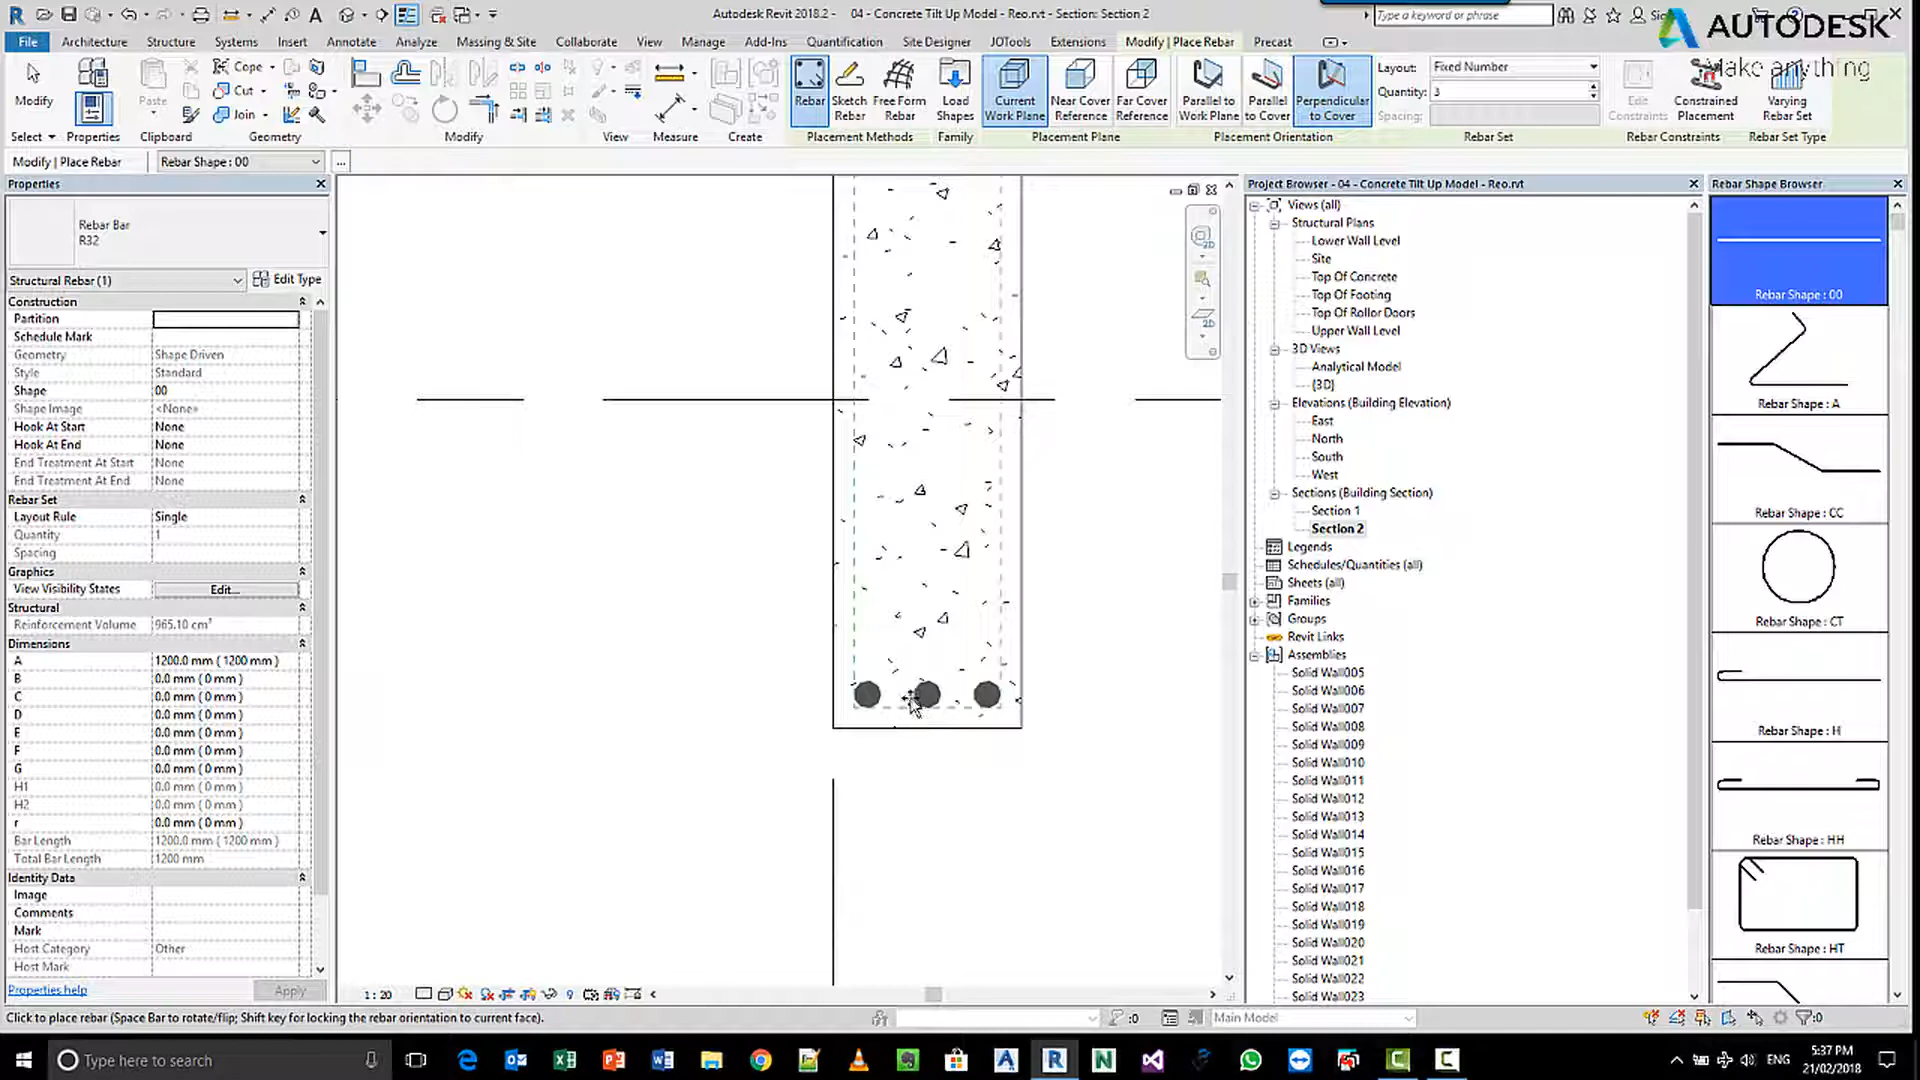 Autodesk Revit 2018.2 - 04 - Concrete Tilt Up Model - Reo.rvt - Section: Section 2
Type a keyword or phrase
AUTODESK
Make anything
File Architecture Structure Systems Insert Annotate Analyze Massing & Site Collaborate View Manage Add-Ins Quantification Site Designer JOTools Extensions Modify | Place Rebar Precast
Modify
Paste
Cope
Cut
Join
Rebar
Sketch Rebar
Free Form Rebar
Load Shapes
Current Work Plane
Near Cover Reference
Far Cover Reference
Parallel to Work Plane
Parallel to Cover
Perpendicular to Cover
Layout: Fixed Number
Quantity: 3
Spacing:
Edit Constraints
Constrained Placement
Varying Rebar Set
Select Properties Clipboard Geometry Modify View Measure Create Placement Methods Family Placement Plane Placement Orientation Rebar Set Rebar Constraints Rebar Set Type
Modify | Place Rebar
Rebar Shape : 00
...
Properties
Rebar Bar
R32
Structural Rebar (1)
Edit Type
Construction
Partition
Schedule Mark
Geometry Shape Driven
Style Standard
Shape 00
Shape Image <None>
Hook At Start None
Hook At End None
End Treatment At Start None
End Treatment At End None
Rebar Set
Layout Rule Single
Quantity 1
Spacing
Graphics
View Visibility States Edit...
Structural
Reinforcement Volume 965.10 cm³
Dimensions
A 1200.0 mm ( 1200 mm )
B 0.0 mm ( 0 mm )
C 0.0 mm ( 0 mm )
D 0.0 mm ( 0 mm )
E 0.0 mm ( 0 mm )
F 0.0 mm ( 0 mm )
G 0.0 mm ( 0 mm )
H1 0.0 mm ( 0 mm )
H2 0.0 mm ( 0 mm )
r 0.0 mm ( 0 mm )
Bar Length 1200.0 mm ( 1200 mm )
Total Bar Length 1200 mm
Identity Data
Image
Comments
Mark
Host Category Other
Host Mark
Properties help
Apply
1 : 20
Project Browser - 04 - Concrete Tilt Up Model - Reo.rvt
Views (all)
Structural Plans
Lower Wall Level
Site
Top Of Concrete
Top Of Footing
Top Of Rollor Doors
Upper Wall Level
3D Views
Analytical Model
{3D}
Elevations (Building Elevation)
East
North
South
West
Sections (Building Section)
Section 1
Section 2
Legends
Schedules/Quantities (all)
Sheets (all)
Families
Groups
Revit Links
Assemblies
Solid Wall005
Solid Wall006
Solid Wall007
Solid Wall008
Solid Wall009
Solid Wall010
Solid Wall011
Solid Wall012
Solid Wall013
Solid Wall014
Solid Wall015
Solid Wall016
Solid Wall017
Solid Wall018
Solid Wall019
Solid Wall020
Solid Wall021
Solid Wall022
Solid Wall023
Rebar Shape Browser
Rebar Shape : 00
Rebar Shape : A
Rebar Shape : CC
Rebar Shape : CT
Rebar Shape : H
Rebar Shape : HH
Rebar Shape : HT
Click to place rebar (Space Bar to rotate/flip; Shift key for locking the rebar orientation to current face).
:0
Main Model
:0
Type here to search
ENG
5:37 PM
21/02/2018